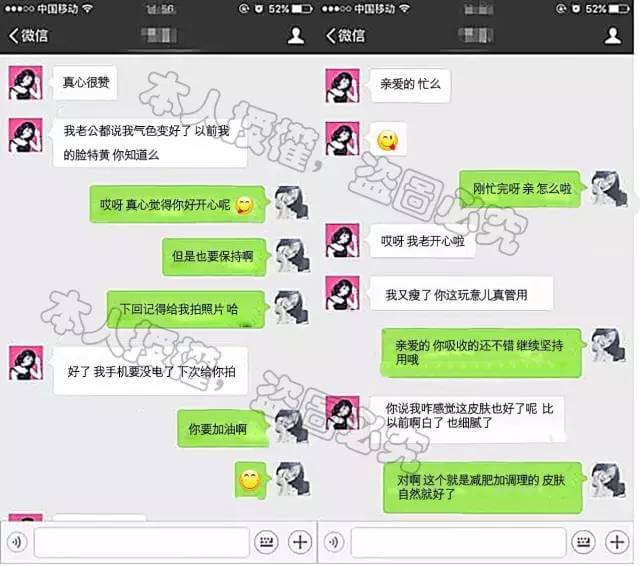 中国移动
52%
微信
真心很赞
我老公都说我气色变好了 以前我
的脸特黄 你知道么
哎呀 真心觉得你好开心呢
但是也要保持啊
下回记得给我拍照片 哈
好了 我手机要没电了 下次给你拍
你要加油啊
中国移动
52%
微信
亲爱的 忙么
刚忙完呀 亲 怎么啦
哎呀 我老开心啦
我又瘦了 你这玩意儿真管用
亲爱的 你吸收的还不错 继续坚持
用哦
你说我咋感觉这皮肤也好了呢 比
以前啊白了 也细腻了
对啊 这个就是减肥加调理的 皮肤
自然就好了
本人授权，盗图必究
本人授权，盗图必究